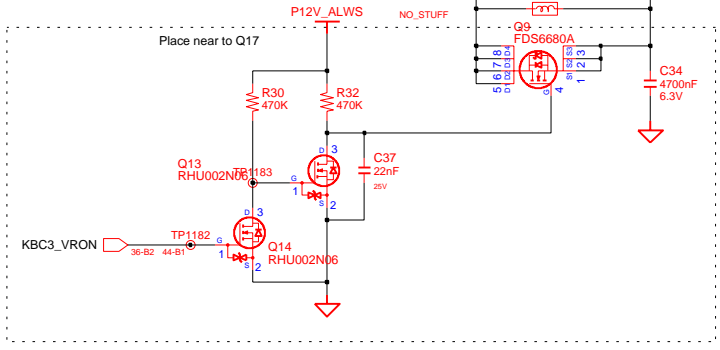 P12V_ALWS
NO_STUFF
Q9
FDS6680A
Place near to Q17
8 D4
7 D3
6 D2
5 D1
S3 3
S2 2
S1 1
G 4
C34
4700nF
6.3V
R30
470K
R32
470K
Q13
RHU002N06
TP1183
D 3
G
1
S
2
C37
22nF
25V
KBC3_VRON
36-B2
44-B1
TP1182
D 3
G
1
S 2
Q14
RHU002N06